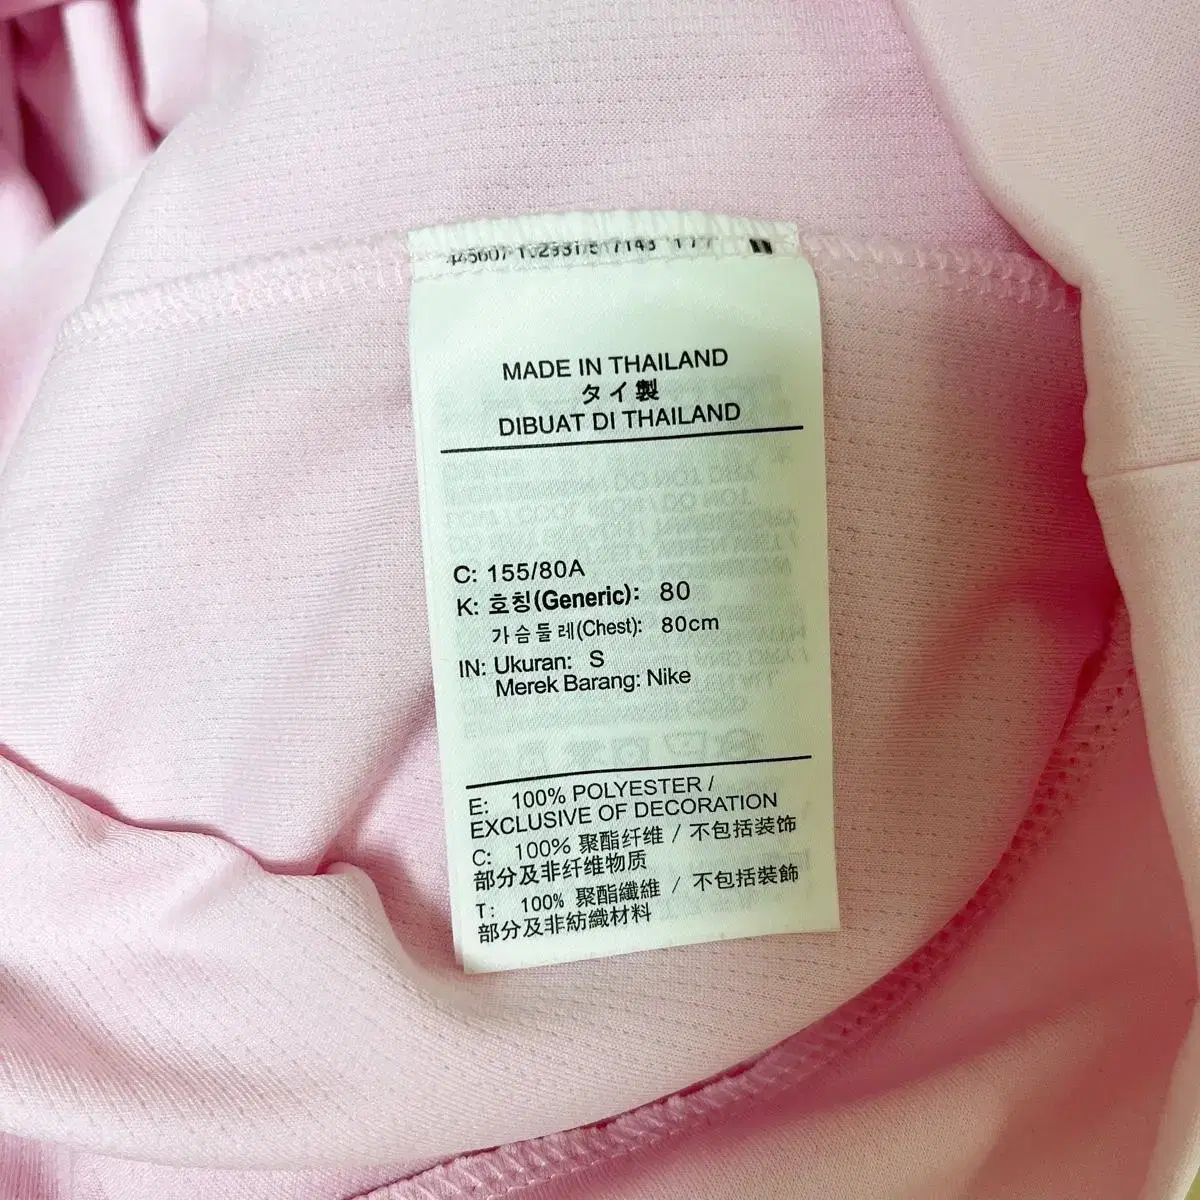 MADE IN THAILAND
タイ製
DIBUAT DI THAILAND
C: 155/80A
K: 호칭(Generic): 80
가슴둘레(Chest): 80cm
IN: Ukuran: S
Merek Barang: Nike
E: 100% POLYESTER /
EXCLUSIVE OF DECORATION
C: 100% 聚酯纤维 / 不包括装饰
部分及非纤维物质
T: 100% 聚酯纖維 / 不包括裝飾
部分及非紡織材料